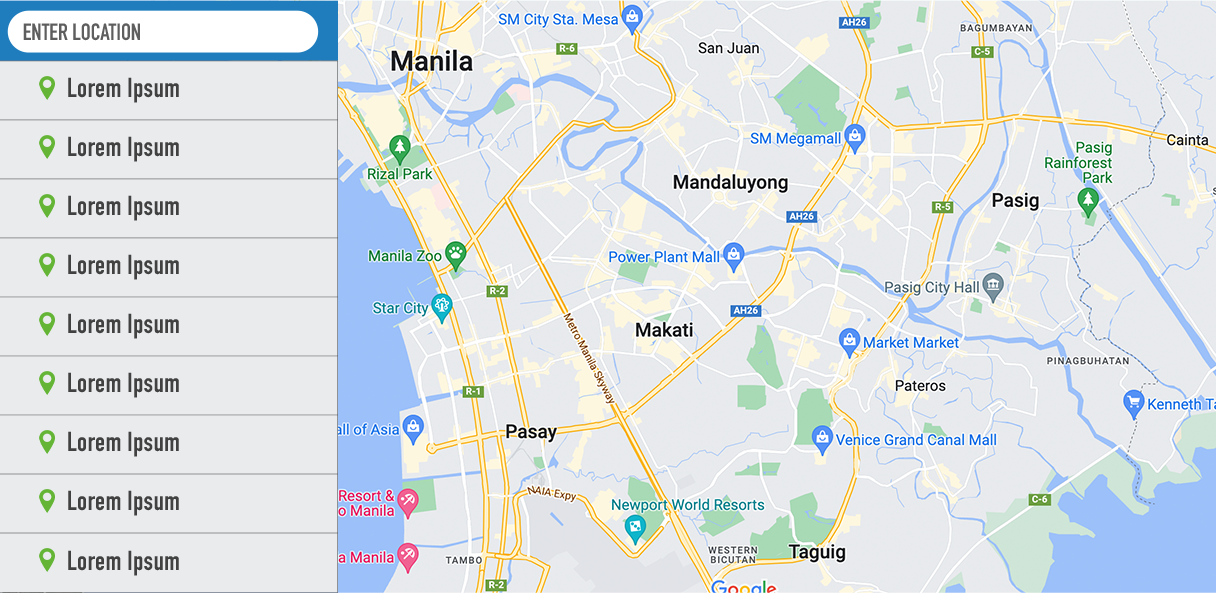 ENTER LOCATION
Lorem Ipsum
Lorem Ipsum
Lorem Ipsum
Lorem Ipsum
Lorem Ipsum
Lorem Ipsum
Lorem Ipsum
Lorem Ipsum
Lorem Ipsum
SM City Sta. Mesa
AH26
BAGUMBAYAN
R-6
San Juan
C-5
Manila
SM Megamall
Cainta
Pasig
Rainforest
Park
Rizal Park
Mandaluyong
Pasig
R-5
AH26
Manila Zoo
Power Plant Mall
R-2
Pasig City Hall
Star City
AH26
Metro Manila Skyway
Makati
Market Market
PINAGBUHATAN
Pateros
R-1
Kenneth Ta
all of Asia
Pasay
Venice Grand Canal Mall
NAIA Expy
Resort &
o Manila
Newport World Resorts
C-6
WESTERN
BICUTAN
Taguig
a Manila
TAMBO
R-2
Google